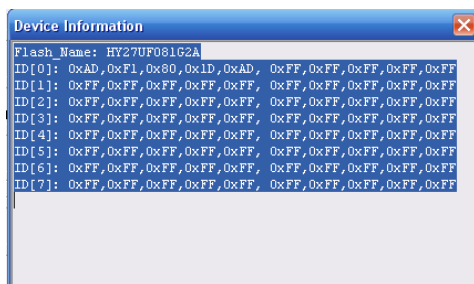 Device Information
Flash_Name: HY27UF081G2A
ID[0]: 0xAD,0xF1,0x80,0x1D,0xAD, 0xFF,0xFF,0xFF,0xFF,0xFF
ID[1]: 0xFF,0xFF,0xFF,0xFF,0xFF, 0xFF,0xFF,0xFF,0xFF,0xFF
ID[2]: 0xFF,0xFF,0xFF,0xFF,0xFF, 0xFF,0xFF,0xFF,0xFF,0xFF
ID[3]: 0xFF,0xFF,0xFF,0xFF,0xFF, 0xFF,0xFF,0xFF,0xFF,0xFF
ID[4]: 0xFF,0xFF,0xFF,0xFF,0xFF, 0xFF,0xFF,0xFF,0xFF,0xFF
ID[5]: 0xFF,0xFF,0xFF,0xFF,0xFF, 0xFF,0xFF,0xFF,0xFF,0xFF
ID[6]: 0xFF,0xFF,0xFF,0xFF,0xFF, 0xFF,0xFF,0xFF,0xFF,0xFF
ID[7]: 0xFF,0xFF,0xFF,0xFF,0xFF, 0xFF,0xFF,0xFF,0xFF,0xFF